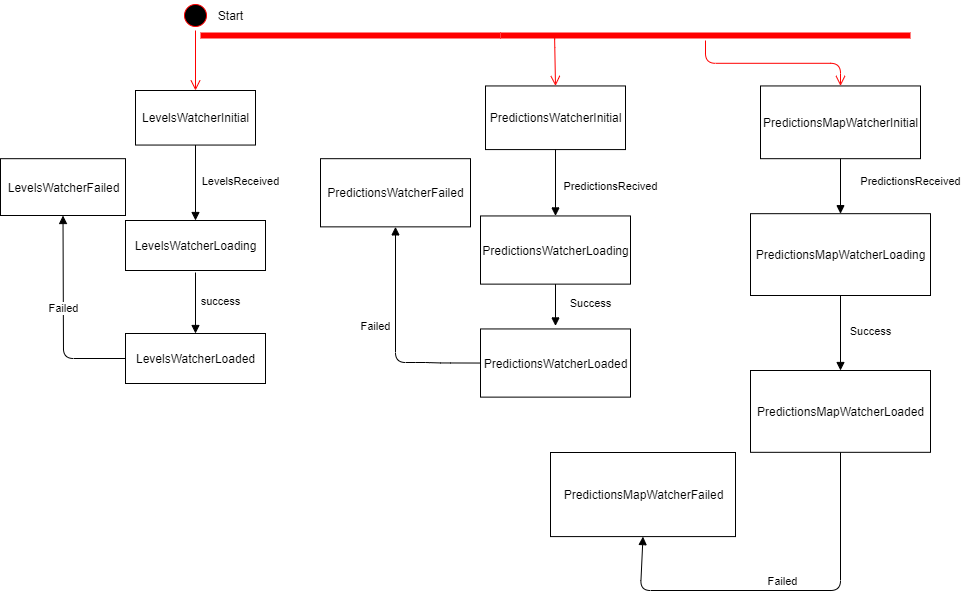 Start
LevelsWatcherInitial
PredictionsWatcherInitial
PredictionsMapWatcherInitial
LevelsReceived
PredictionsRecived
PredictionsReceived
LevelsWatcherFailed
PredictionsWatcherFailed
LevelsWatcherLoading
PredictionsWatcherLoading
PredictionsMapWatcherLoading
success
Success
Failed
Failed
Success
LevelsWatcherLoaded
PredictionsWatcherLoaded
PredictionsMapWatcherLoaded
PredictionsMapWatcherFailed
Failed